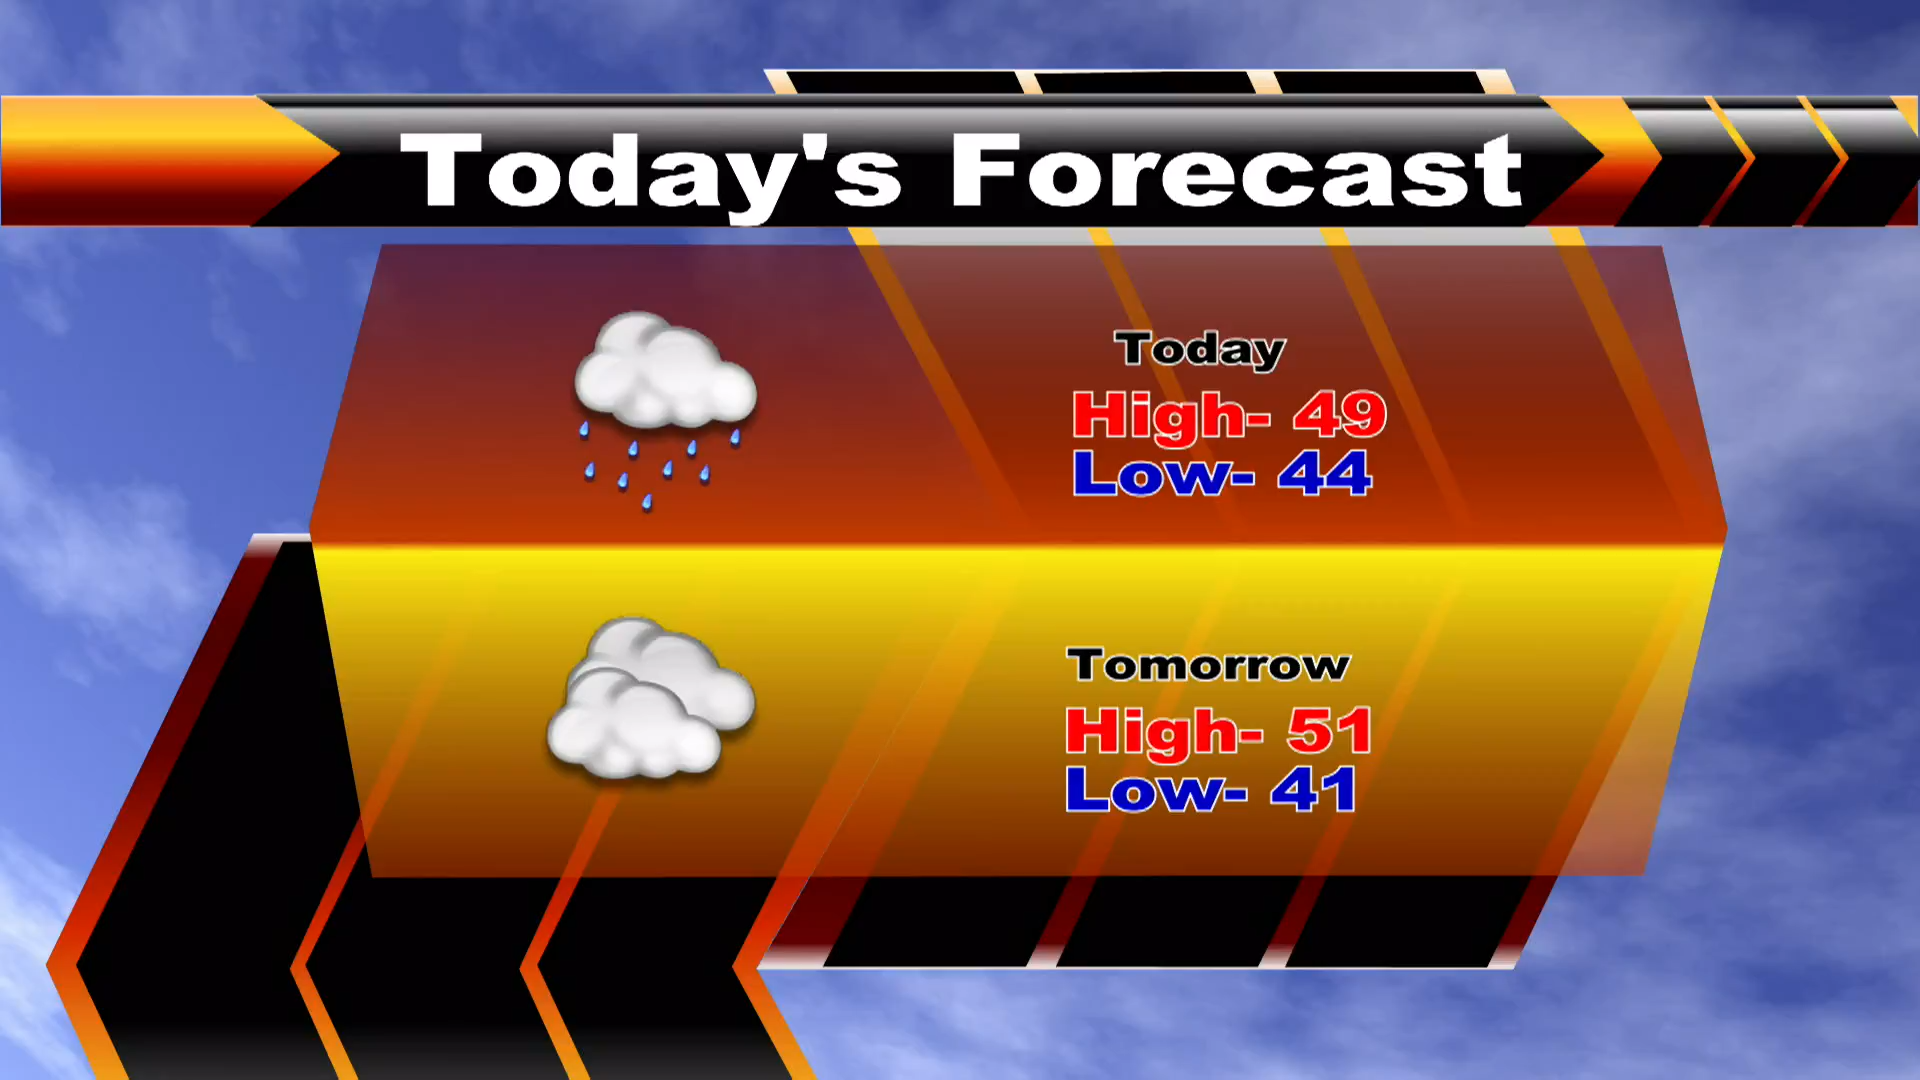 Today's Forecast
Today
High- 49
Low- 44
Tomorrow
High- 51
Low- 41